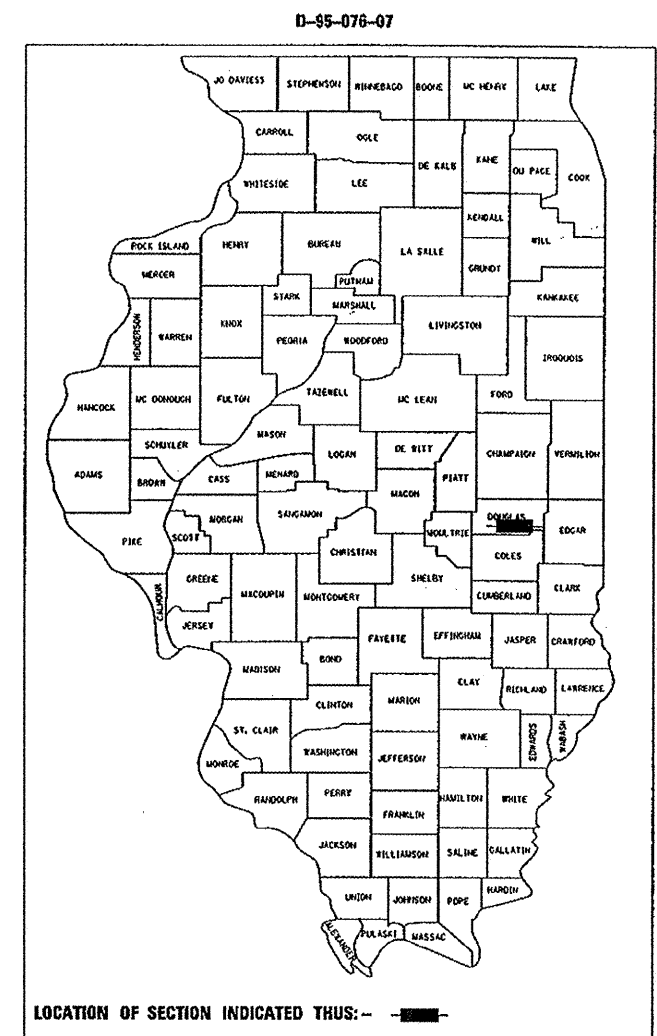 D-95-076-07
JO DAVIESS STEPHENSON WINNEBAGO BOONE MC HENRY LAKE
CARROLL OGLE
DE KALB KANE DU PAGE COOK
WHITESIDE LEE
KENDALL
ROCK ISLAND HENRY BUREAU LA SALLE WILL
GRUNDY
MERCER PUTNAM
STARK MARSHALL KANKAKEE
HENDERSON WARREN KNOX PEORIA WOODFORD LIVINGSTON
IROQUOIS
HANCOCK MC DONOUGH FULTON TAZEWELL MC LEAN FORD
MASON
SCHUYLER LOGAN DE WITT CHAMPAIGN VERMILION
ADAMS BROWN CASS MENARD PIATT
MACON
MORGAN SANGAMON DOUGLAS
PIKE SCOTT CHRISTIAN MOULTRIE EDGAR
COLES
GREENE SHELBY
CALHOUN MACOUPIN MONTGOMERY CUMBERLAND CLARK
JERSEY
FAYETTE EFFINGHAM JASPER CRAWFORD
MADISON BOND
CLAY RICHLAND LAWRENCE
CLINTON MARION
ST. CLAIR WAYNE EDWARDS WABASH
WASHINGTON JEFFERSON
MONROE
RANDOLPH PERRY HAMILTON WHITE
FRANKLIN
JACKSON WILLIAMSON SALINE GALLATIN
UNION JOHNSON POPE HARDIN
ALEXANDER PULASKI MASSAC
LOCATION OF SECTION INDICATED THUS:-